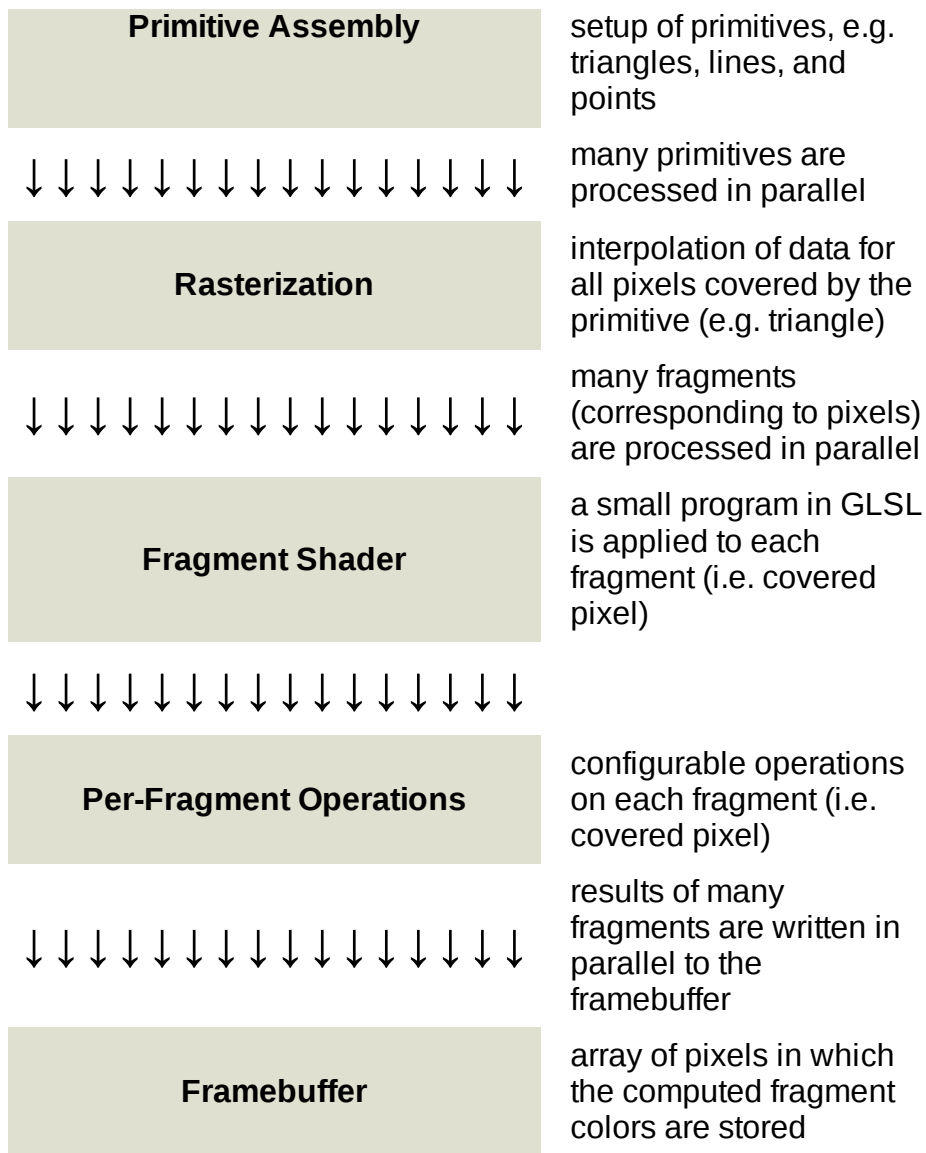 Primitive Assembly
setup of primitives, e.g.
triangles, lines, and
points
↓ ↓ ↓ ↓ ↓ ↓ ↓ ↓ ↓ ↓ ↓ ↓ ↓ ↓ ↓ ↓
many primitives are
processed in parallel
Rasterization
interpolation of data for
all pixels covered by the
primitive (e.g. triangle)
↓ ↓ ↓ ↓ ↓ ↓ ↓ ↓ ↓ ↓ ↓ ↓ ↓ ↓ ↓ ↓
many fragments
(corresponding to pixels)
are processed in parallel
Fragment Shader
a small program in GLSL
is applied to each
fragment (i.e. covered
pixel)
↓ ↓ ↓ ↓ ↓ ↓ ↓ ↓ ↓ ↓ ↓ ↓ ↓ ↓ ↓ ↓
Per-Fragment Operations
configurable operations
on each fragment (i.e.
covered pixel)
↓ ↓ ↓ ↓ ↓ ↓ ↓ ↓ ↓ ↓ ↓ ↓ ↓ ↓ ↓ ↓
results of many
fragments are written in
parallel to the
framebuffer
Framebuffer
array of pixels in which
the computed fragment
colors are stored